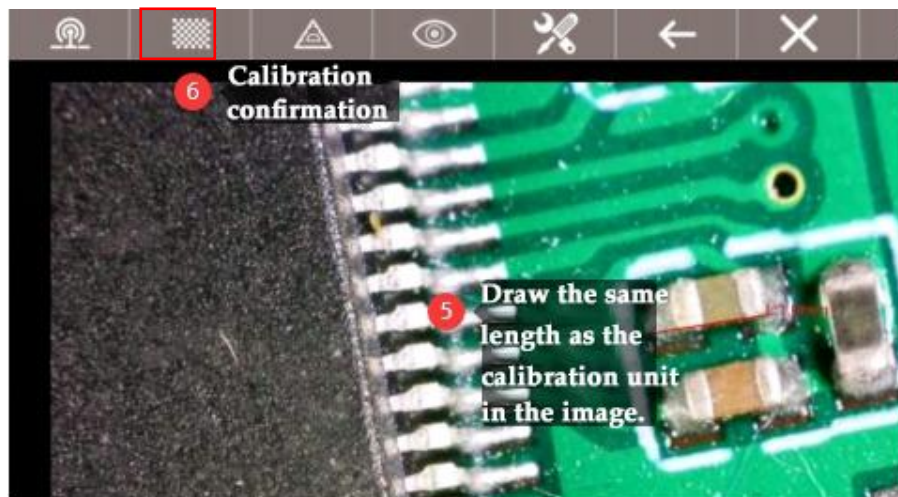 6
Calibration
confirmation
5
Draw the same
length as the
calibration unit
in the image.